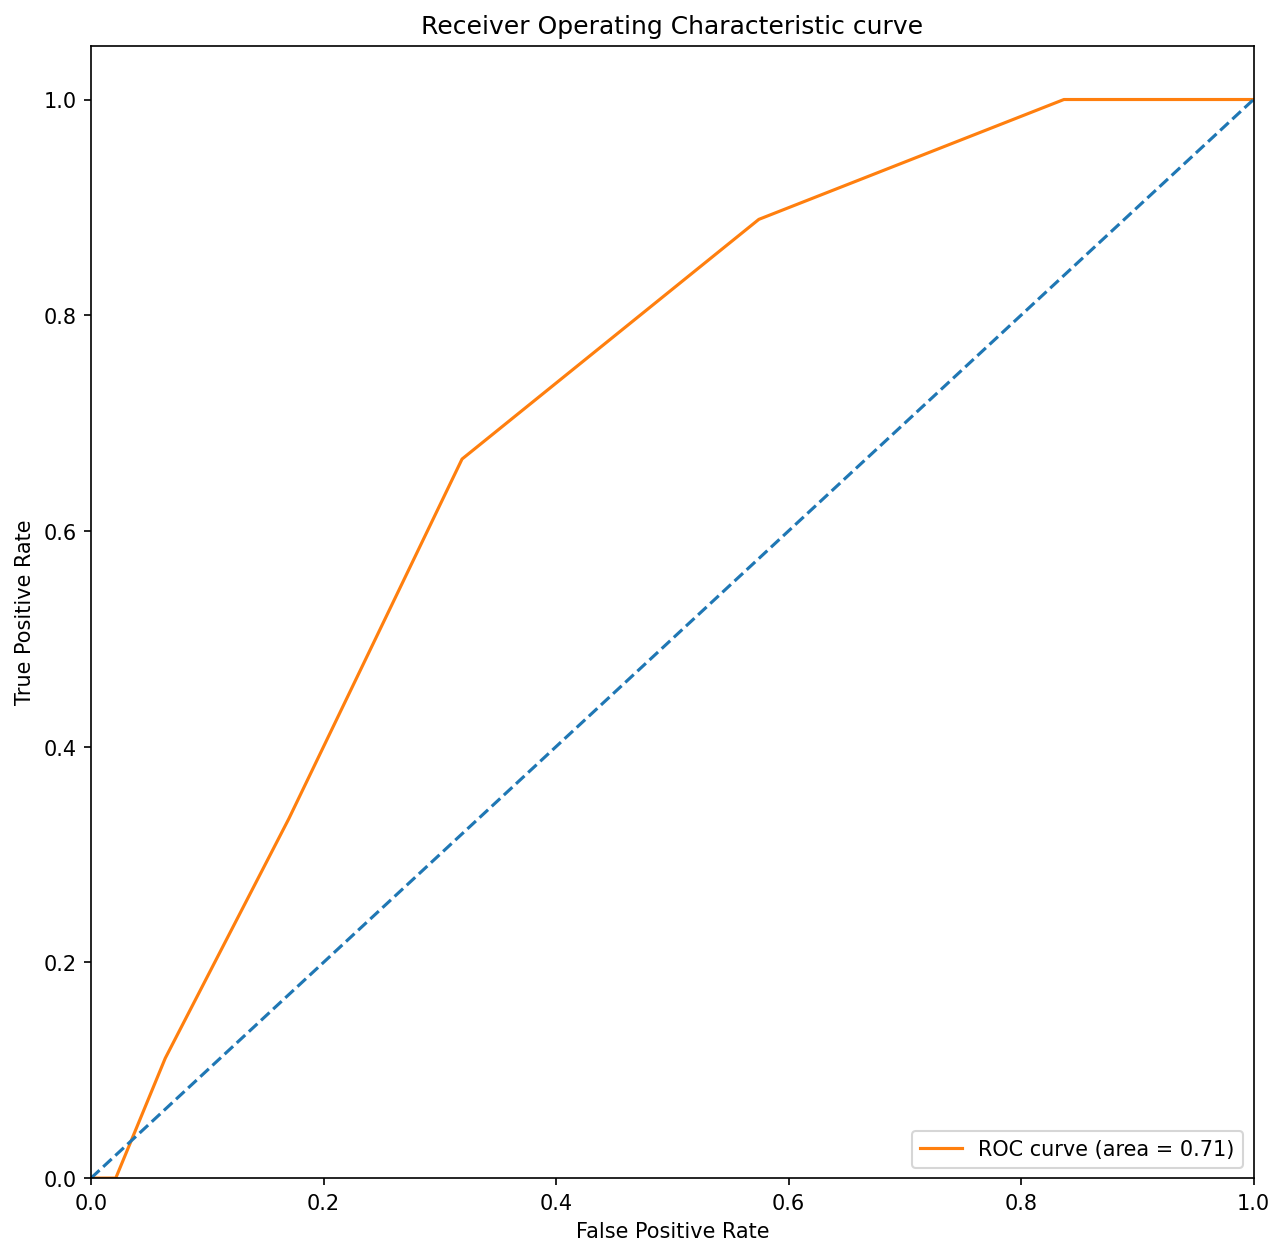 Receiver Operating Characteristic curve
1.0
0.8
0.6
0.4
0.2
0.0
True Positive Rate
ROC curve (area = 0.71)
0.0 0.2 0.4 0.6 0.8 1.0
False Positive Rate